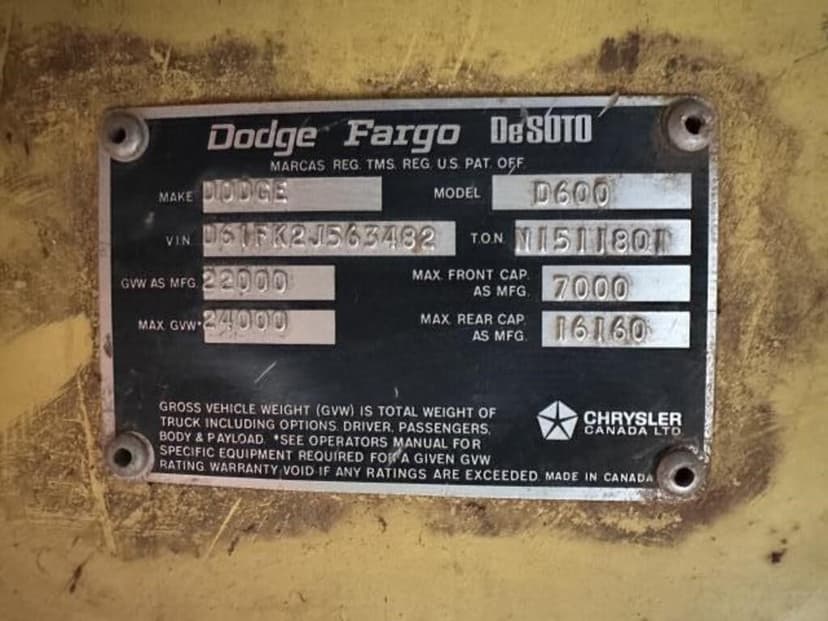 Dodge Fargo DeSOTO
MARCAS REG. TMS. REG. U.S. PAT. OFF.
MAKE DODGE MODEL D600
V.I.N. D61FK2J563482 T.O.N. N1511801
GVW AS MFG. 22000 MAX. FRONT CAP. AS MFG. 7000
MAX. GVW* 24000 MAX. REAR CAP. AS MFG. 16160
GROSS VEHICLE WEIGHT (GVW) IS TOTAL WEIGHT OF
TRUCK INCLUDING OPTIONS, DRIVER, PASSENGERS,
BODY & PAYLOAD. *SEE OPERATORS MANUAL FOR
SPECIFIC EQUIPMENT REQUIRED FOR A GIVEN GVW
RATING WARRANTY VOID IF ANY RATINGS ARE EXCEEDED. MADE IN CANADA
CHRYSLER
CANADA LTD.